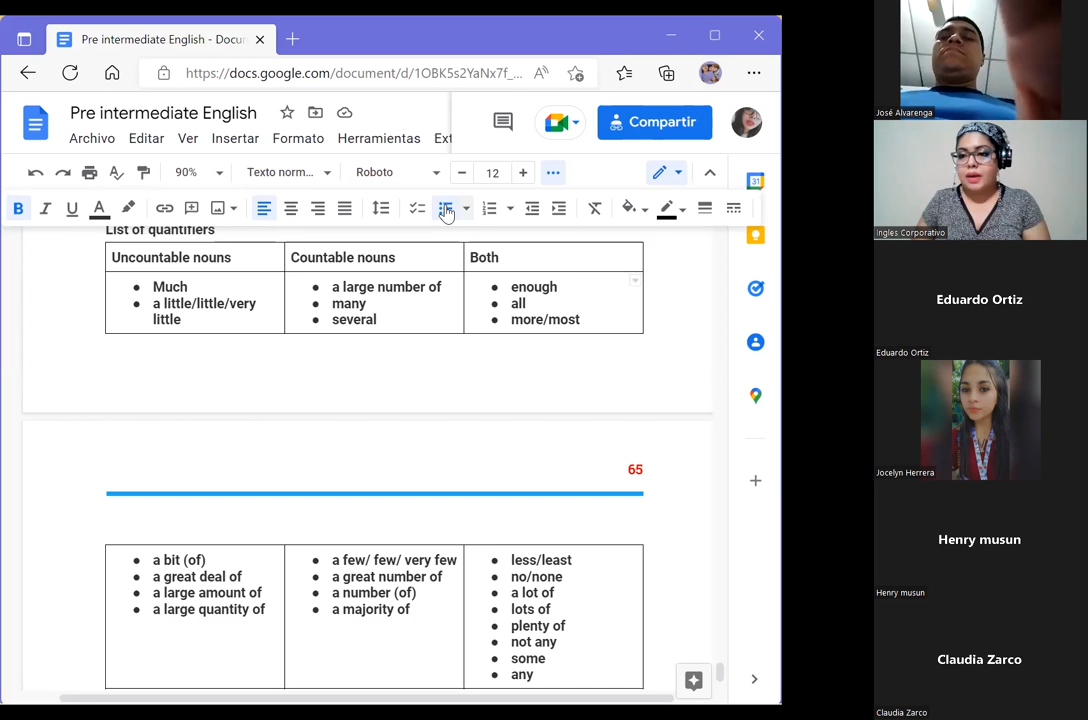 Pre intermediate English - Docur
https://docs.google.com/document/d/1OBK5s2YaNx7f_...
Pre intermediate English
Archivo Editar Ver Insertar Formato Herramientas Ext
Compartir
90% Texto norm... Roboto 12
List of quantifiers
Uncountable nouns Countable nouns Both
Much a large number of enough
a little/little/very many all
little several more/most
65
a bit (of) a few/ few/ very few less/least
a great deal of a great number of no/none
a large amount of a number (of) a lot of
a large quantity of a majority of lots of
plenty of
not any
some
any
José Alvarenga
Ingles Corporativo
Eduardo Ortiz
Eduardo Ortiz
Jocelyn Herrera
Henry musun
Henry musun
Claudia Zarco
Claudia Zarco
31